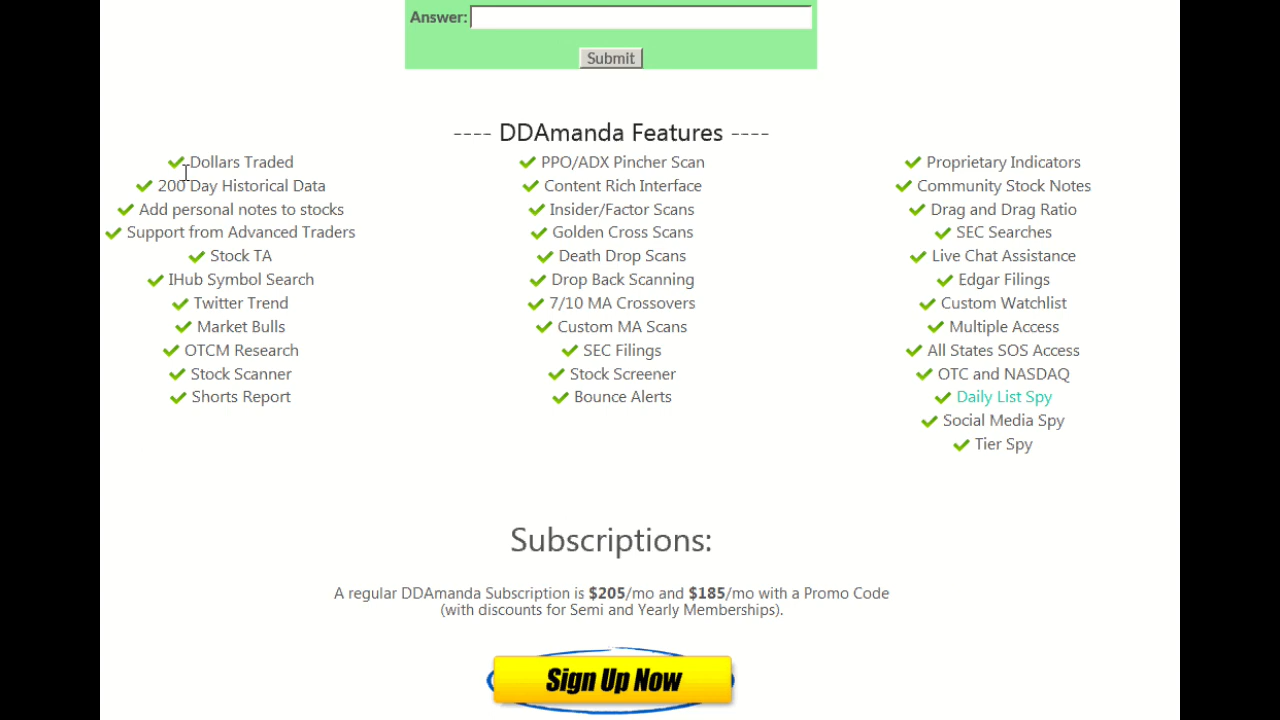 Answer:
Submit
---- DDAmanda Features ----
Dollars Traded
200 Day Historical Data
Add personal notes to stocks
Support from Advanced Traders
Stock TA
IHub Symbol Search
Twitter Trend
Market Bulls
OTCM Research
Stock Scanner
Shorts Report
PPO/ADX Pincher Scan
Content Rich Interface
Insider/Factor Scans
Golden Cross Scans
Death Drop Scans
Drop Back Scanning
7/10 MA Crossovers
Custom MA Scans
SEC Filings
Stock Screener
Bounce Alerts
Proprietary Indicators
Community Stock Notes
Drag and Drag Ratio
SEC Searches
Live Chat Assistance
Edgar Filings
Custom Watchlist
Multiple Access
All States SOS Access
OTC and NASDAQ
Daily List Spy
Social Media Spy
Tier Spy
Subscriptions:
A regular DDAmanda Subscription is $205/mo and $185/mo with a Promo Code
(with discounts for Semi and Yearly Memberships).
Sign Up Now